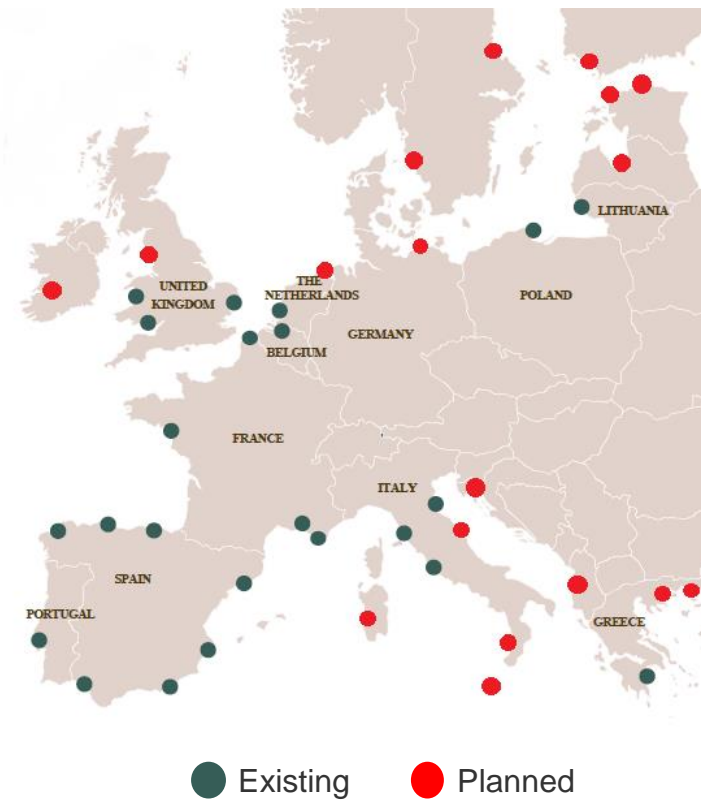 LITHUANIA
UNITED
KINGDOM
THE
NETHERLANDS
POLAND
GERMANY
BELGIUM
FRANCE
ITALY
SPAIN
PORTUGAL
GREECE
Existing
Planned